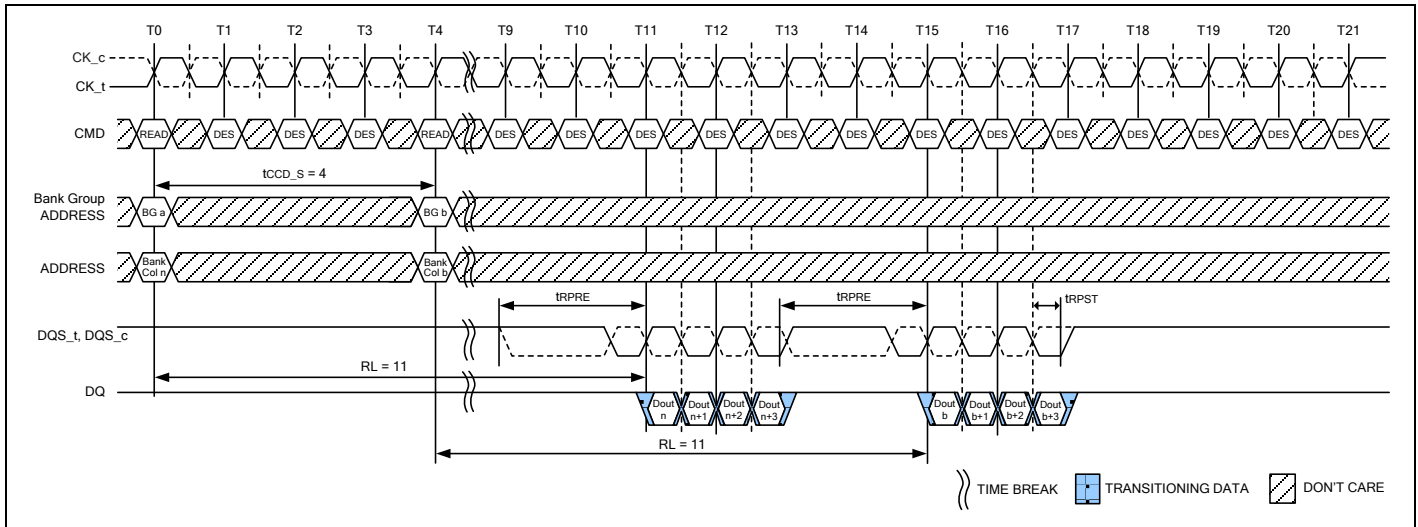 T0 T1 T2 T3 T4 T9 T10 T11 T12 T13 T14 T15 T16 T17 T18 T19 T20 T21
CK_c
CK_t
CMD READ DES DES DES READ DES DES DES DES DES DES DES DES DES DES DES DES DES
tCCD_S = 4
Bank Group
ADDRESS BG a BG b
ADDRESS Bank Col n Bank Col b
tRPRE tRPRE tRPST
DQS_t, DQS_c
RL = 11
DQ
Dout n Dout n+1 Dout n+2 Dout n+3 Dout b Dout b+1 Dout b+2 Dout b+3
RL = 11
TIME BREAK TRANSITIONING DATA DON'T CARE